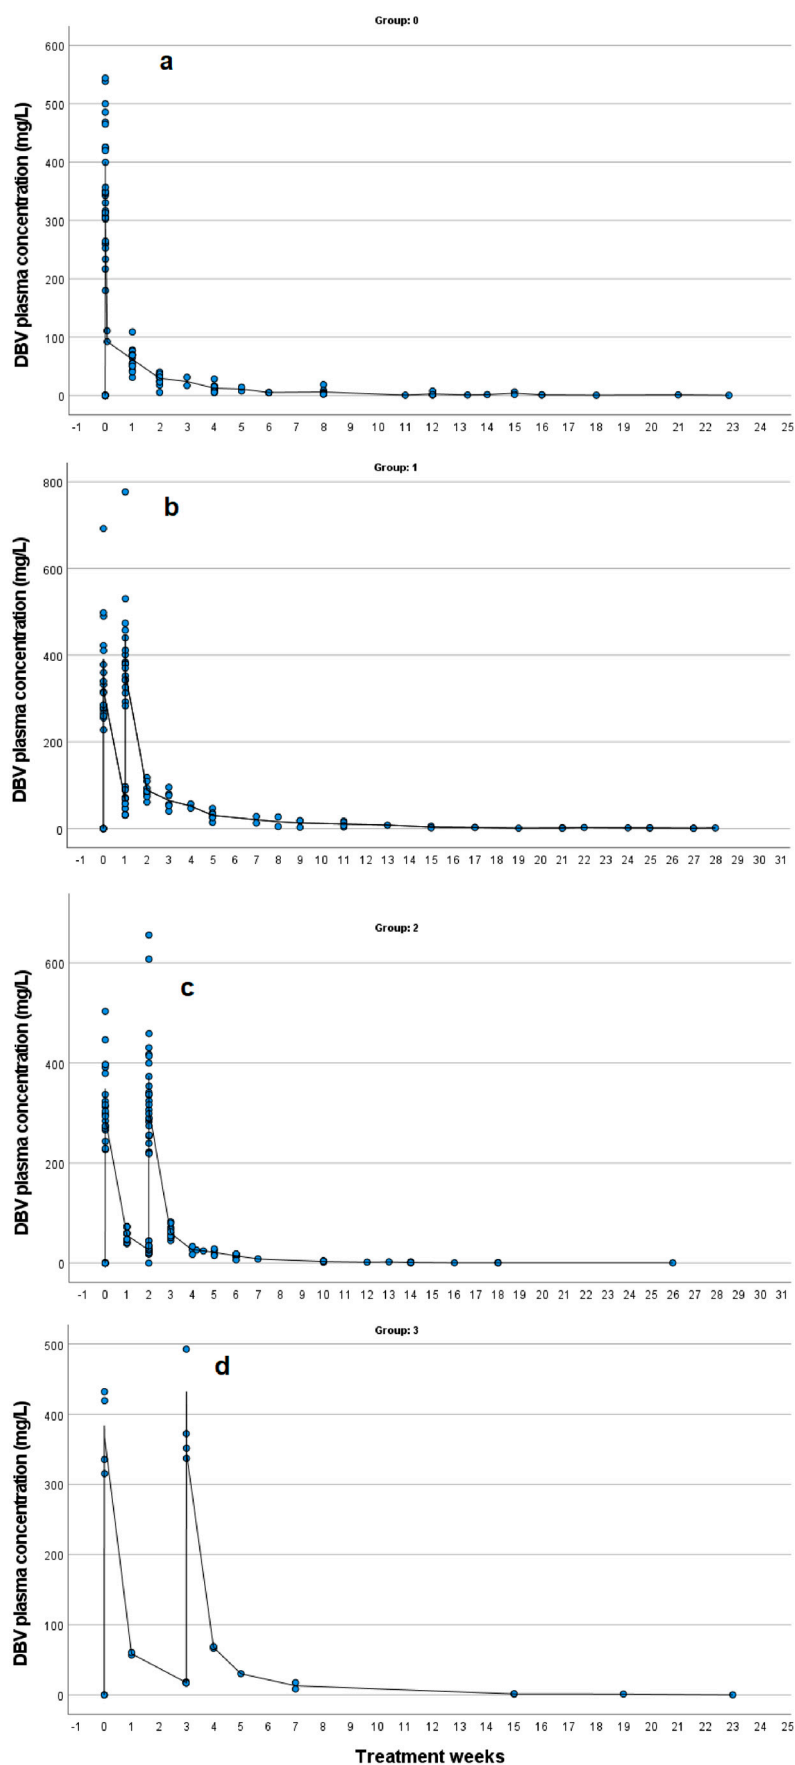 Group: 0
a
DBV plasma concentration (mg/L)
600
500
400
300
200
100
0
-1 0 1 2 3 4 5 6 7 8 9 10 11 12 13 14 15 16 17 18 19 20 21 22 23 25
Group: 1
b
DBV plasma concentration (mg/L)
800
600
400
200
0
-1 0 1 2 3 4 5 6 7 8 9 10 11 12 13 14 15 16 17 18 19 20 21 22 23 24 25 26 27 28 29 30 31
Group: 2
c
DBV plasma concentration (mg/L)
600
400
200
0
-1 0 1 2 3 4 5 6 7 8 9 10 11 12 13 14 15 16 17 18 19 20 21 22 23 24 25 26 27 28 29 30 31
Group: 3
d
DBV plasma concentration (mg/L)
500
400
300
200
100
0
-1 0 1 2 3 4 5 6 7 8 9 10 11 12 13 14 15 16 17 18 19 20 21 22 23 24 25
Treatment weeks